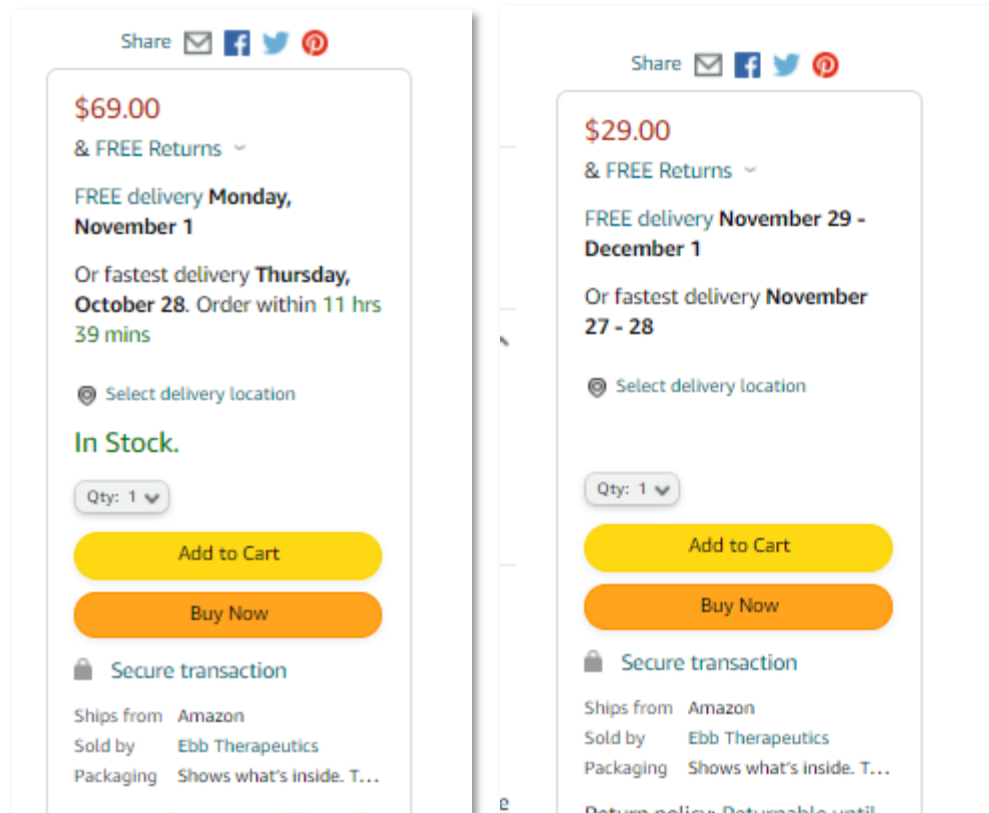 Share
$69.00
& FREE Returns
FREE delivery Monday,
November 1
Or fastest delivery Thursday,
October 28. Order within 11 hrs
39 mins
Select delivery location
In Stock.
Qty: 1
Add to Cart
Buy Now
Secure transaction
Ships from Amazon
Sold by Ebb Therapeutics
Packaging Shows what's inside. T...
Share
$29.00
& FREE Returns
FREE delivery November 29 -
December 1
Or fastest delivery November
27 - 28
Select delivery location
Qty: 1
Add to Cart
Buy Now
Secure transaction
Ships from Amazon
Sold by Ebb Therapeutics
Packaging Shows what's inside. T...
Return policy: Returnable until